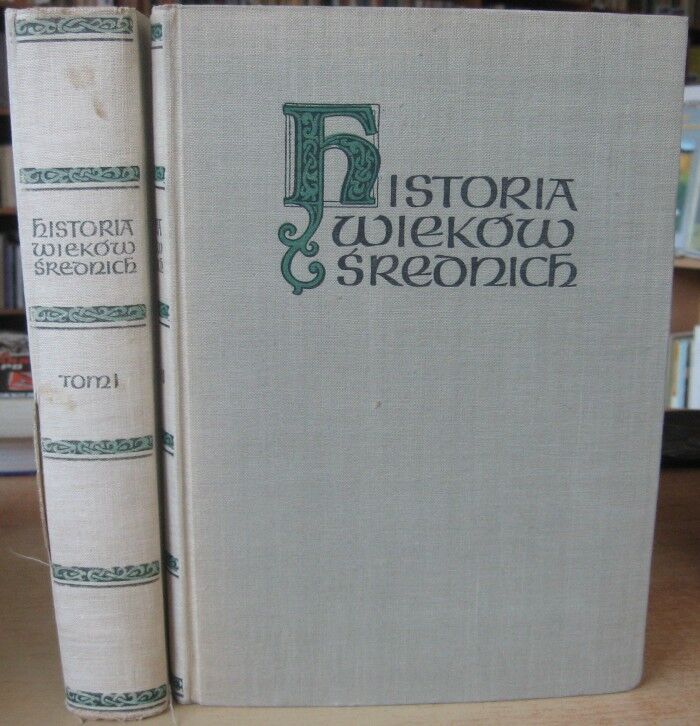 HISTORIA
WIEKÓW
ŚREDNICH
TOM I
HISTORIA
WIEKÓW
ŚREDNICH